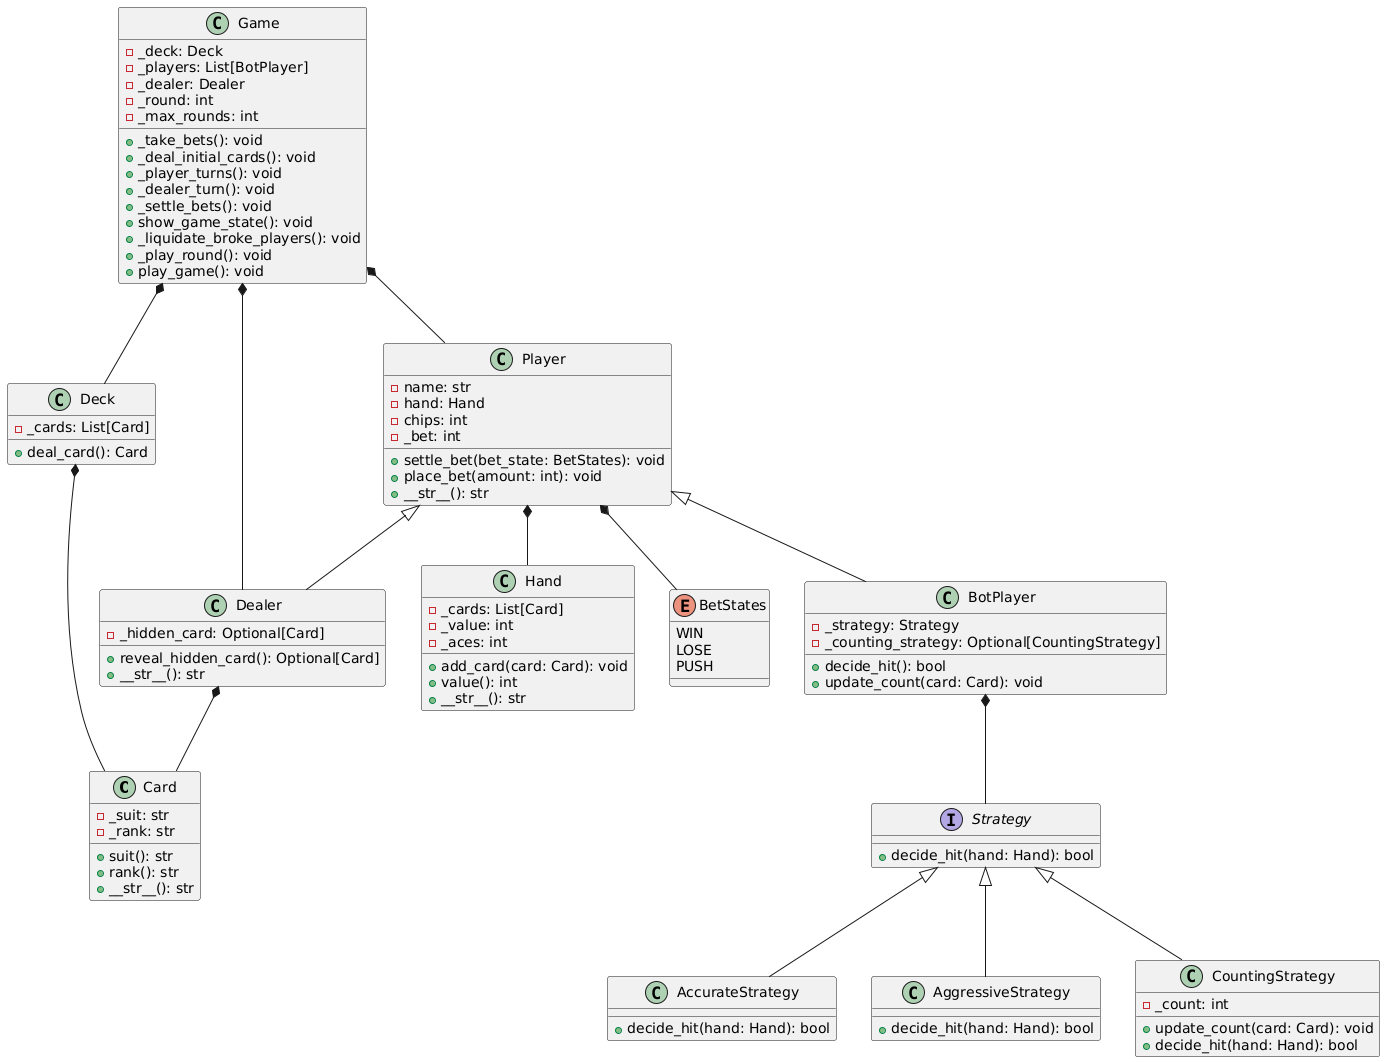 C Game
_deck: Deck
_players: List[BotPlayer]
_dealer: Dealer
_round: int
_max_rounds: int
_take_bets(): void
_deal_initial_cards(): void
_player_turns(): void
_dealer_turn(): void
_settle_bets(): void
show_game_state(): void
_liquidate_broke_players(): void
_play_round(): void
play_game(): void
C Player
name: str
hand: Hand
chips: int
_bet: int
settle_bet(bet_state: BetStates): void
place_bet(amount: int): void
__str__(): str
C Deck
_cards: List[Card]
deal_card(): Card
C Dealer
_hidden_card: Optional[Card]
reveal_hidden_card(): Optional[Card]
__str__(): str
C Hand
_cards: List[Card]
_value: int
_aces: int
add_card(card: Card): void
value(): int
__str__(): str
E BetStates
WIN
LOSE
PUSH
C BotPlayer
_strategy: Strategy
_counting_strategy: Optional[CountingStrategy]
decide_hit(): bool
update_count(card: Card): void
C Card
_suit: str
_rank: str
suit(): str
rank(): str
__str__(): str
I Strategy
decide_hit(hand: Hand): bool
C AccurateStrategy
decide_hit(hand: Hand): bool
C AggressiveStrategy
decide_hit(hand: Hand): bool
C CountingStrategy
_count: int
update_count(card: Card): void
decide_hit(hand: Hand): bool